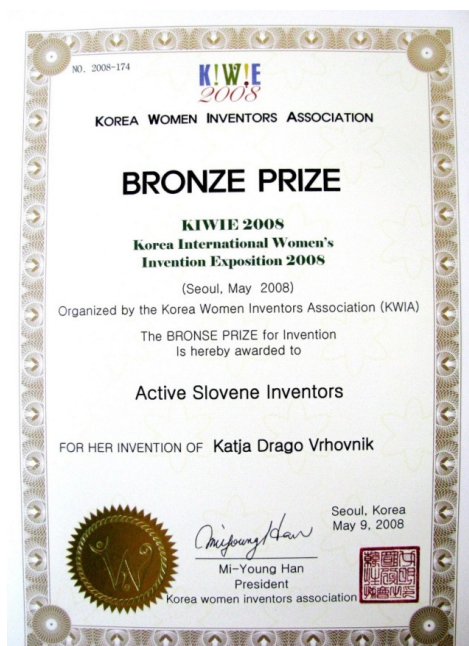 NO. 2008-174
K!W!E
2008
KOREA WOMEN INVENTORS ASSOCIATION
BRONZE PRIZE
KIWIE 2008
Korea International Women's
Invention Exposition 2008
(Seoul, May 2008)
Organized by the Korea Women Inventors Association (KWIA)
The BRONSE PRIZE for Invention
Is hereby awarded to
Active Slovene Inventors
FOR HER INVENTION OF Katja Drago Vrhovnik
Seoul, Korea
May 9, 2008
Miyoung Han
Mi-Young Han
President
Korea women inventors association